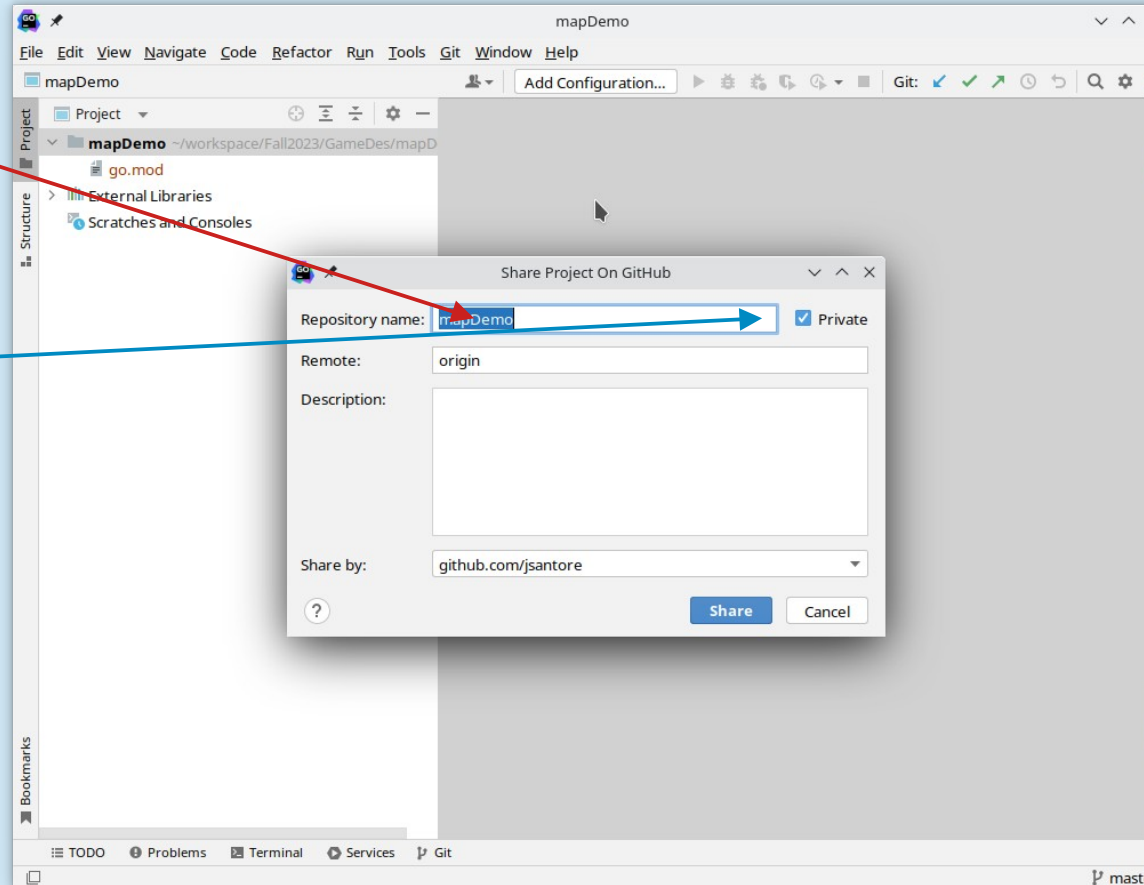 GO
mapDemo
File Edit View Navigate Code Refactor Run Tools Git Window Help
mapDemo
Add Configuration...
Git:
Project
Project
mapDemo ~/workspace/Fall2023/GameDes/mapD
go.mod
External Libraries
Structure
Scratches and Consoles
GO
Share Project On GitHub
Repository name: mapDemo Private
Remote: origin
Description:
Share by: github.com/jsantore
? Share Cancel
Bookmarks
TODO Problems Terminal Services Git
mast